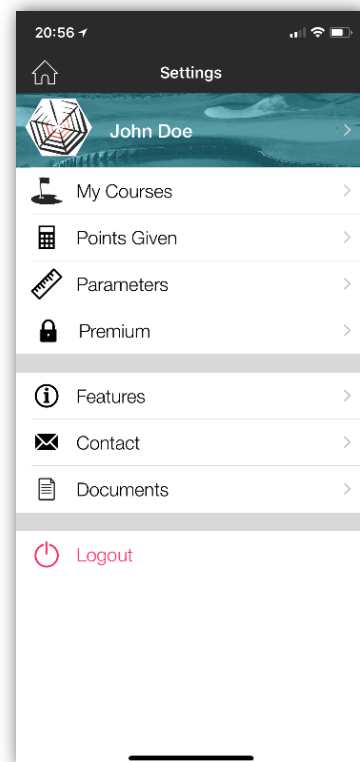 20:56
Settings
John Doe
My Courses
Points Given
Parameters
Premium
Features
Contact
Documents
Logout